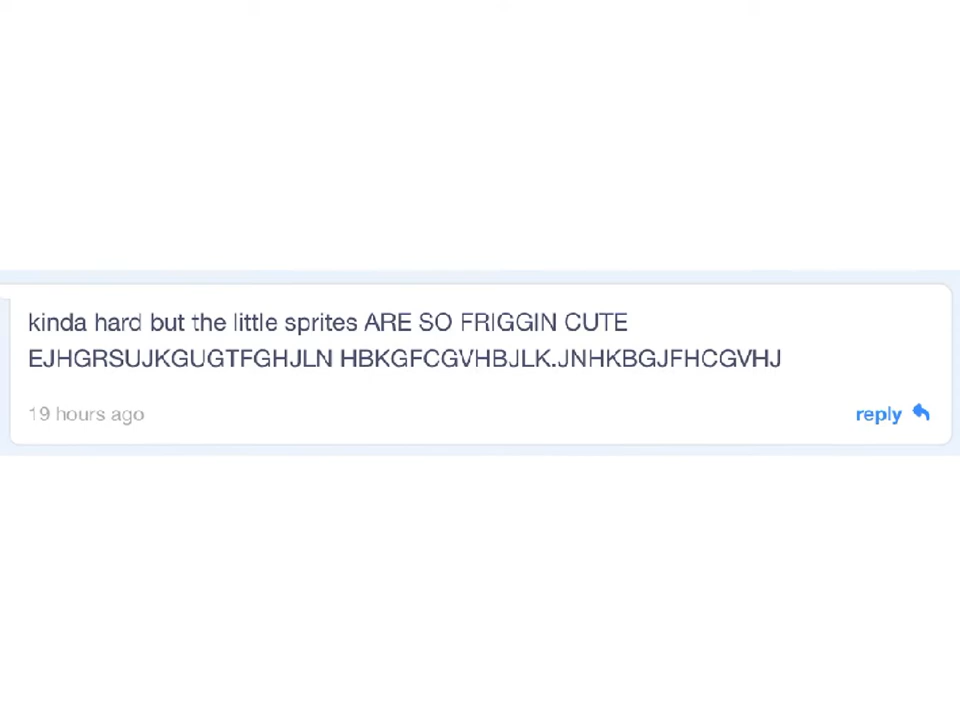 kinda hard but the little sprites ARE SO FRIGGIN CUTE
EJHGRSUJKGUGTFGHJLN HBKGFCGVHBJLK.JNHKBGJFHCGVHJ
19 hours ago
reply